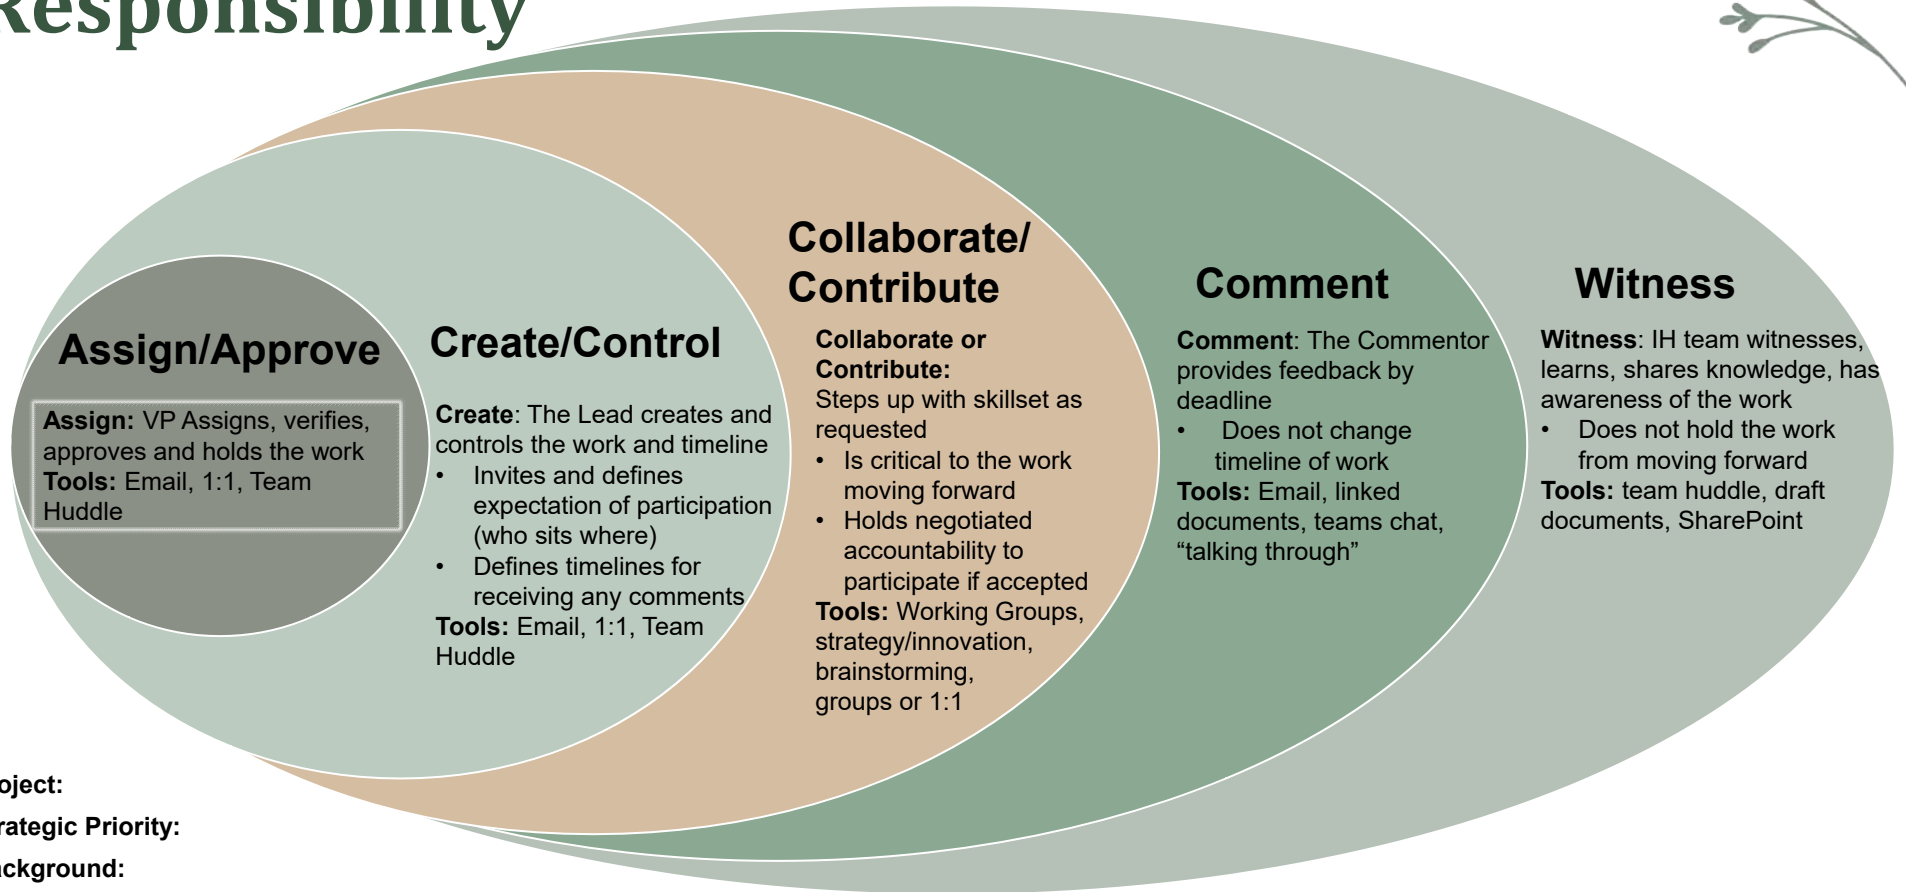 Responsibility
Assign/Approve
Assign: VP Assigns, verifies,
approves and holds the work
Tools: Email, 1:1, Team
Huddle
Create/Control
Create: The Lead creates and
controls the work and timeline
• Invites and defines
expectation of participation
(who sits where)
• Defines timelines for
receiving any comments
Tools: Email, 1:1, Team
Huddle
Collaborate/
Contribute
Collaborate or
Contribute:
Steps up with skillset as
requested
• Is critical to the work
moving forward
• Holds negotiated
accountability to
participate if accepted
Tools: Working Groups,
strategy/innovation,
brainstorming,
groups or 1:1
Comment
Comment: The Commentor
provides feedback by
deadline
• Does not change
timeline of work
Tools: Email, linked
documents, teams chat,
“talking through”
Witness
Witness: IH team witnesses,
learns, shares knowledge, has
awareness of the work
• Does not hold the work
from moving forward
Tools: team huddle, draft
documents, SharePoint
oject:
rategic Priority:
ackground: